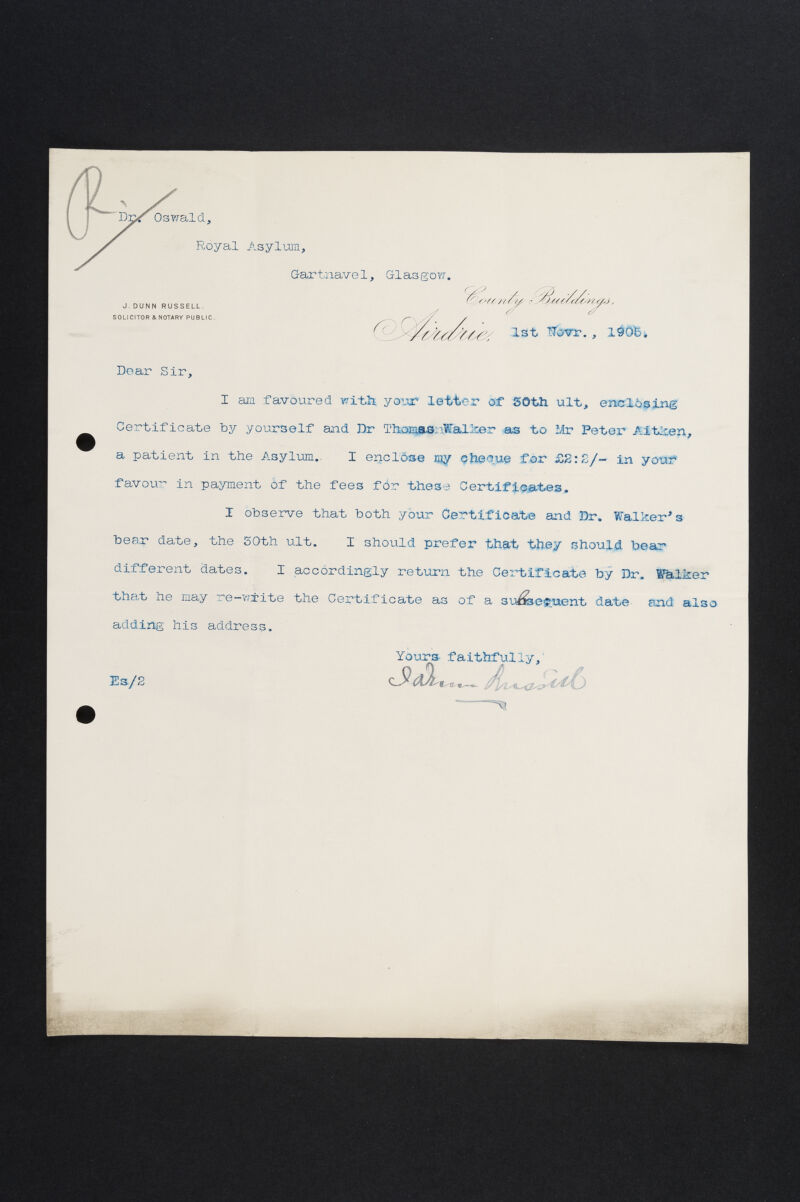 R
Dr. Oswald,
Royal Asylum,
Gartnavel, Glasgow.
J. DUNN RUSSELL.
SOLICITOR & NOTARY PUBLIC.
County Buildings,
Airdrie, 1st Novr., 1905.
Dear Sir,
I am favoured with your letter of 30th ult, enclosing
Certificate by yourself and Dr Thomas Walker as to Mr Peter Aitken,
a patient in the Asylum. I enclose my cheque for £2:2/- in your
favour in payment of the fees for these Certificates.
I observe that both your Certificate and Dr. Walker's
bear date, the 30th ult. I should prefer that they should bear
different dates. I accordingly return the Certificate by Dr. Walker
that he may re-write the Certificate as of a subsequent date and also
adding his address.
Yours faithfully,
Es/2
J Dunn Russell